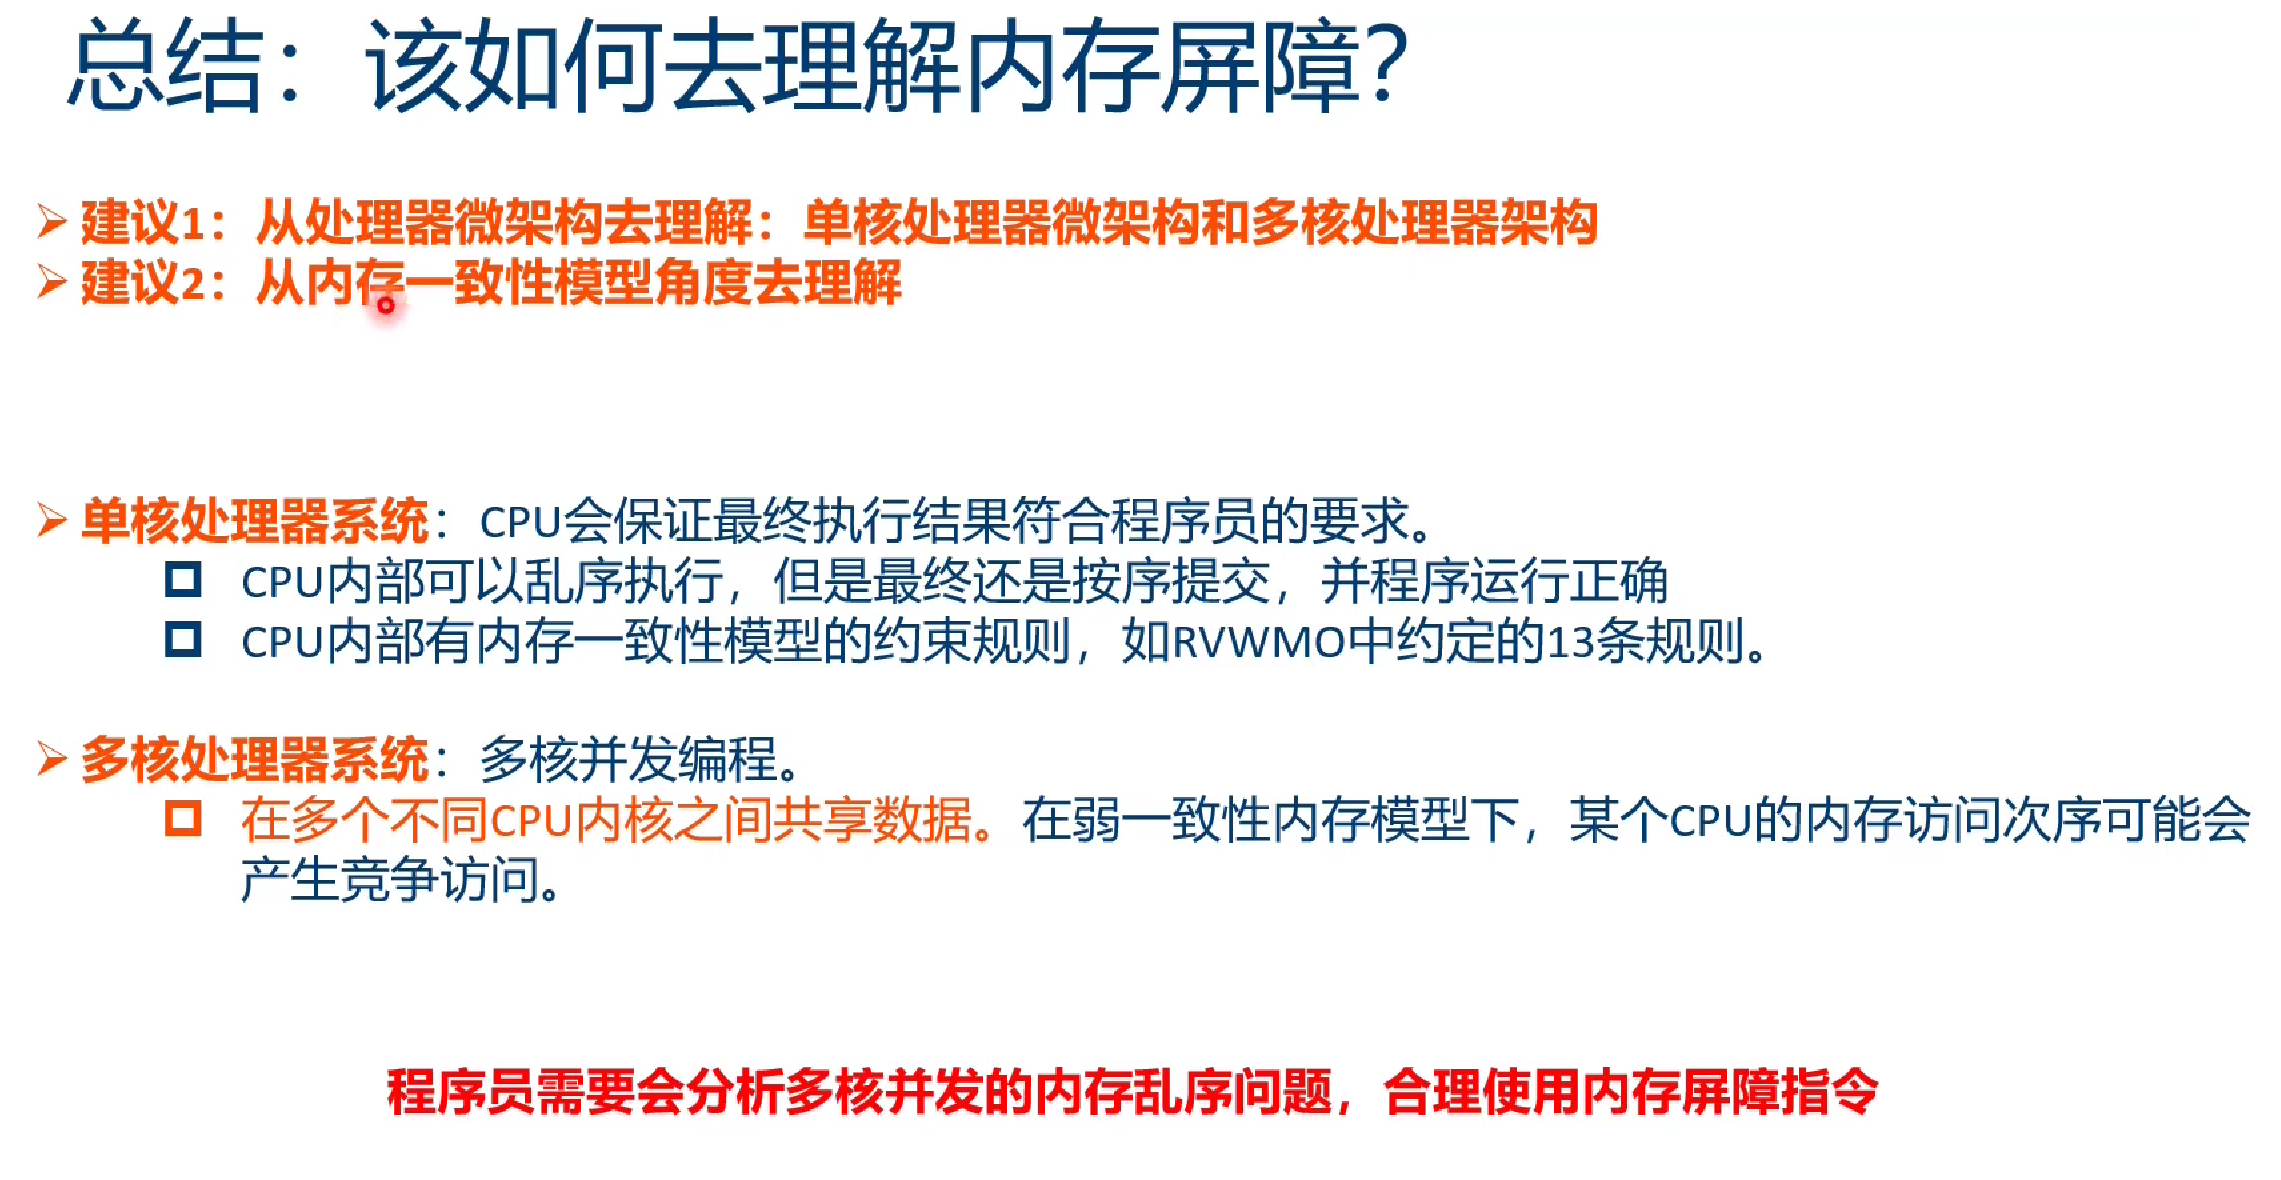 总结：该如何去理解内存屏障？
建议1：从处理器微架构去理解：单核处理器微架构和多核处理器架构
建议2：从内存一致性模型角度去理解
单核处理器系统：CPU会保证最终执行结果符合程序员的要求。
CPU内部可以乱序执行，但是最终还是按序提交，并程序运行正确
CPU内部有内存一致性模型的约束规则，如RVWMO中约定的13条规则。
多核处理器系统：多核并发编程。
在多个不同CPU内核之间共享数据。在弱一致性内存模型下，某个CPU的内存访问次序可能会
产生竞争访问。
程序员需要会分析多核并发的内存乱序问题，合理使用内存屏障指令